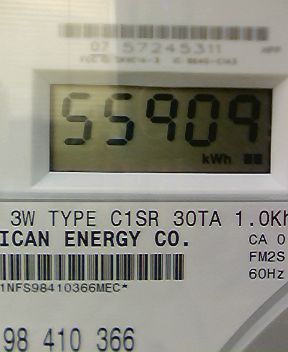 07 57245311
55909
kWh
3W TYPE C1SR 30TA 1.0Kh
ICAN ENERGY CO.
CA 0
FM2S
60Hz
1NFS98410366MEC*
98 410 366